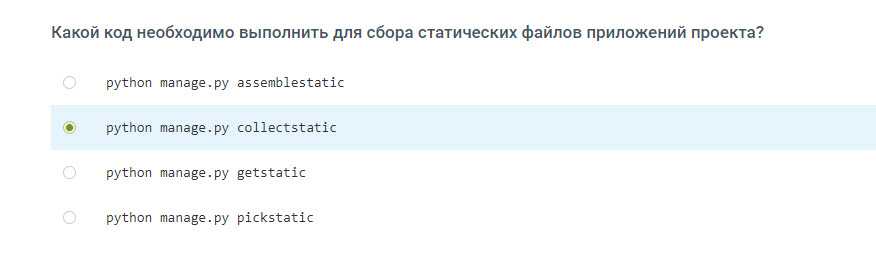 Какой код необходимо выполнить для сбора статических файлов приложений проекта?
python manage.py assemblestatic
python manage.py collectstatic
python manage.py getstatic
python manage.py pickstatic